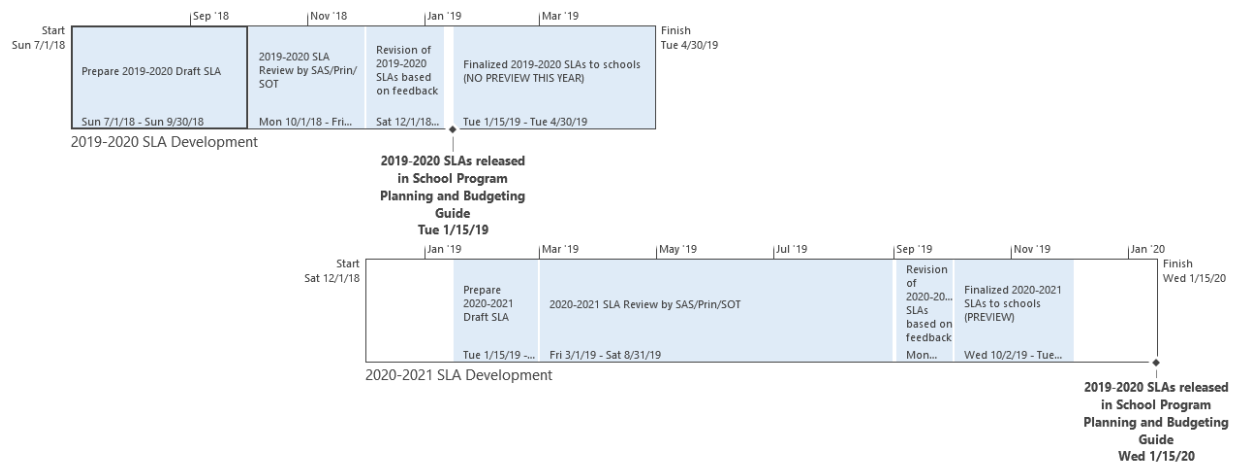 Sep '18
Nov '18
Jan '19
Mar '19
Start
Sun 7/1/18
Finish
Tue 4/30/19
Prepare 2019-2020 Draft SLA
Sun 7/1/18 - Sun 9/30/18
2019-2020 SLA
Review by SAS/Prin/
SOT
Mon 10/1/18 - Fri...
Revision of
2019-2020
SLAs based
on feedback
Sat 12/1/18...
Finalized 2019-2020 SLAs to schools
(NO PREVIEW THIS YEAR)
Tue 1/15/19 - Tue 4/30/19
2019-2020 SLA Development
2019-2020 SLAs released
in School Program
Planning and Budgeting
Guide
Tue 1/15/19
Jan '19
Mar '19
May '19
Jul '19
Sep '19
Nov '19
Jan '20
Start
Sat 12/1/18
Finish
Wed 1/15/20
Prepare
2020-2021
Draft SLA
Tue 1/15/19 -...
2020-2021 SLA Review by SAS/Prin/SOT
Fri 3/1/19 - Sat 8/31/19
Revision
of
2020-20...
SLAs
based on
feedback
Mon...
Finalized 2020-2021
SLAs to schools
(PREVIEW)
Wed 10/2/19 - Tue...
2020-2021 SLA Development
2019-2020 SLAs released
in School Program
Planning and Budgeting
Guide
Wed 1/15/20